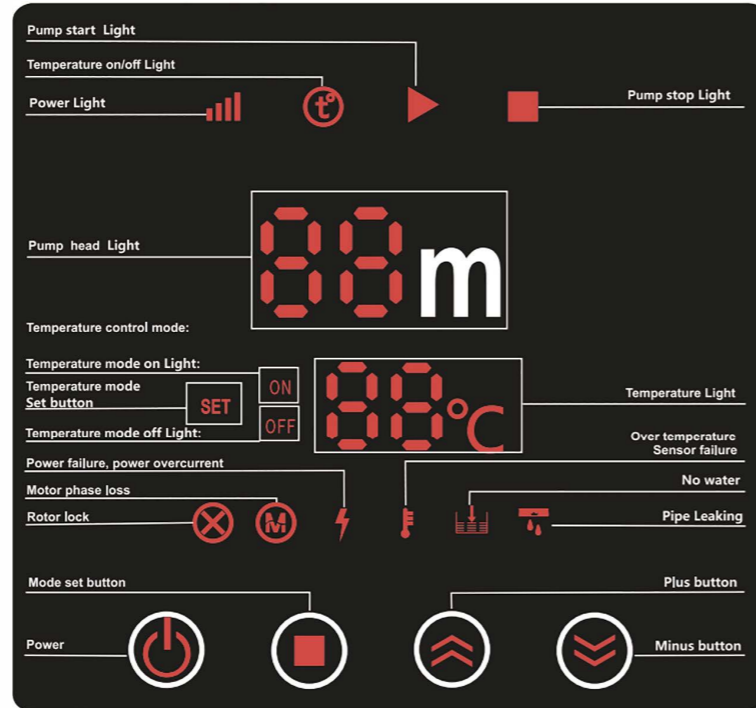 Pump start Light
Temperature on/off Light
Power Light
t°
Pump stop Light
Pump head Light
88m
Temperature control mode:
Temperature mode on Light:
ON
Temperature mode
Set button
SET
88°C
Temperature Light
Temperature mode off Light:
OFF
Over temperature
Sensor failure
Power failure, power overcurrent
Motor phase loss
No water
Rotor lock
M
Pipe Leaking
Mode set button
Plus button
Power
Minus button